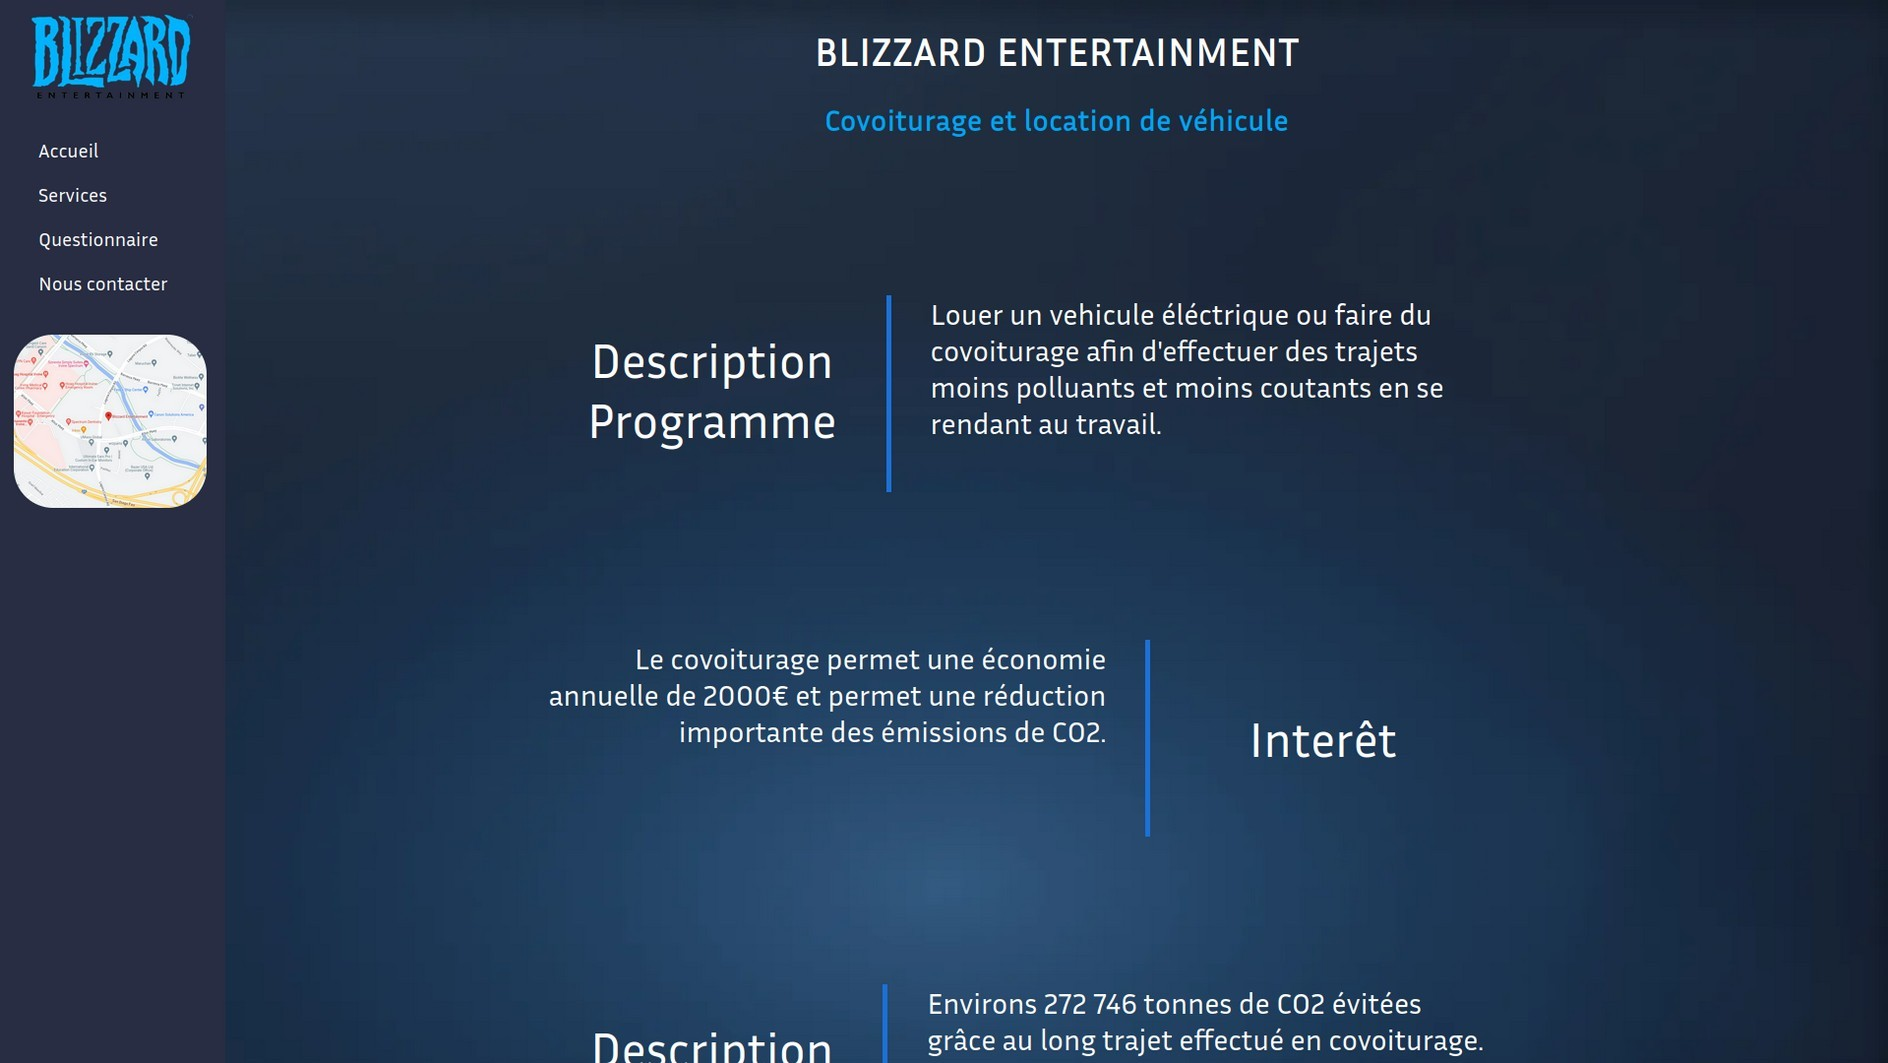 BLIZZARD
ENTERTAINMENT
Accueil
Services
Questionnaire
Nous contacter
BLIZZARD ENTERTAINMENT
Covoiturage et location de véhicule
Description
Programme
Louer un vehicule éléctrique ou faire du
covoiturage afin d'effectuer des trajets
moins polluants et moins coutants en se
rendant au travail.
Le covoiturage permet une économie
annuelle de 2000€ et permet une réduction
importante des émissions de CO2.
Interêt
Description
Environs 272 746 tonnes de CO2 évitées
grâce au long trajet effectué en covoiturage.